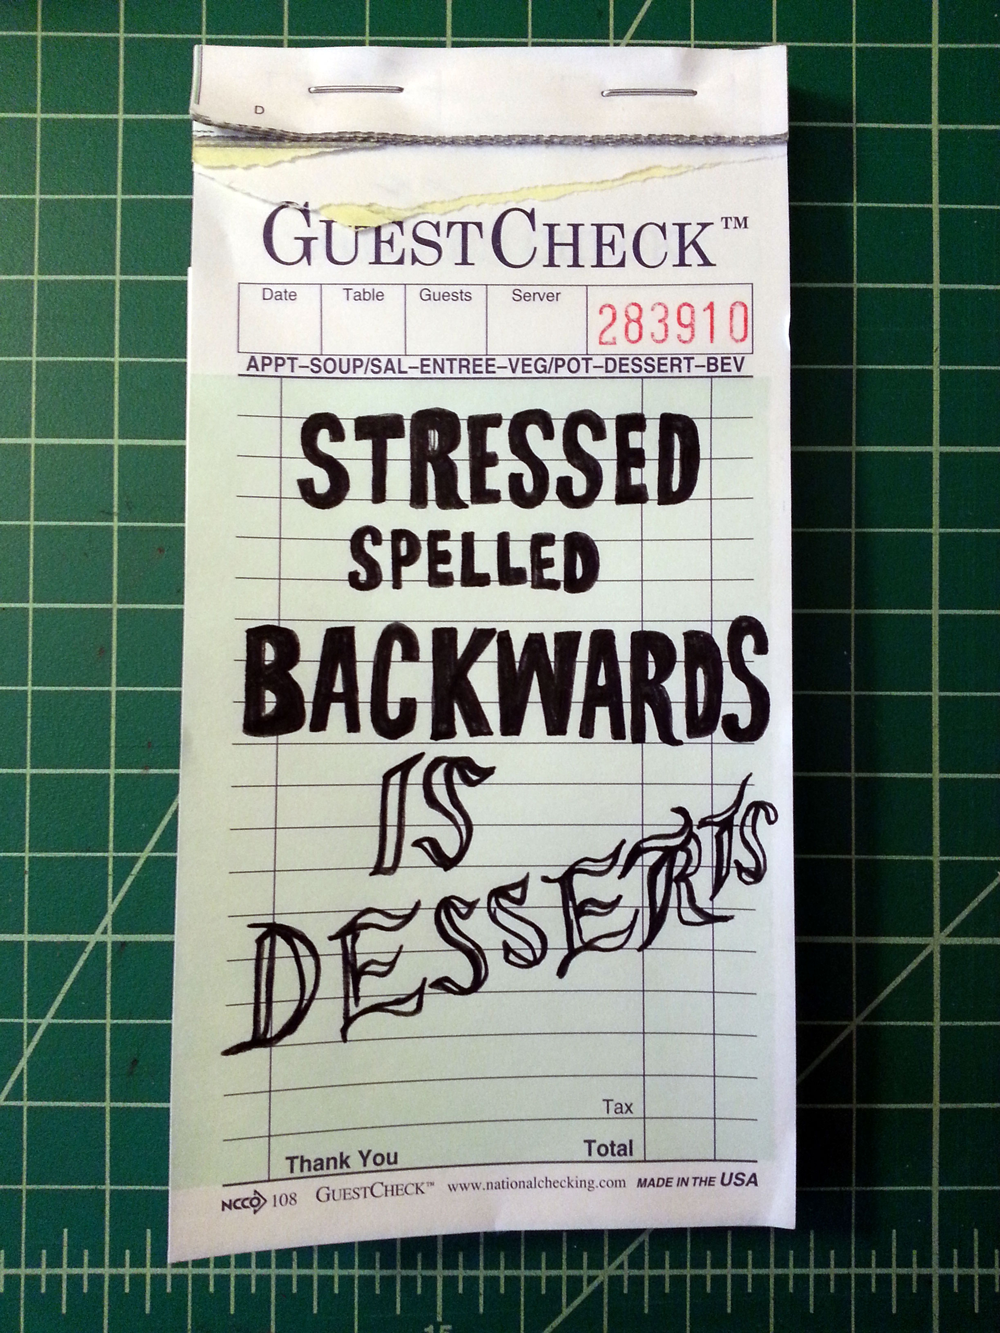 D
GUESTCHECK™
Date Table Guests Server 283910
APPT–SOUP/SAL–ENTREE–VEG/POT–DESSERT–BEV
STRESSED
SPELLED
BACKWARDS
IS
DESSERTS
Tax
Thank You Total
NCCO 108 GUESTCHECK™ www.nationalchecking.com MADE IN THE USA